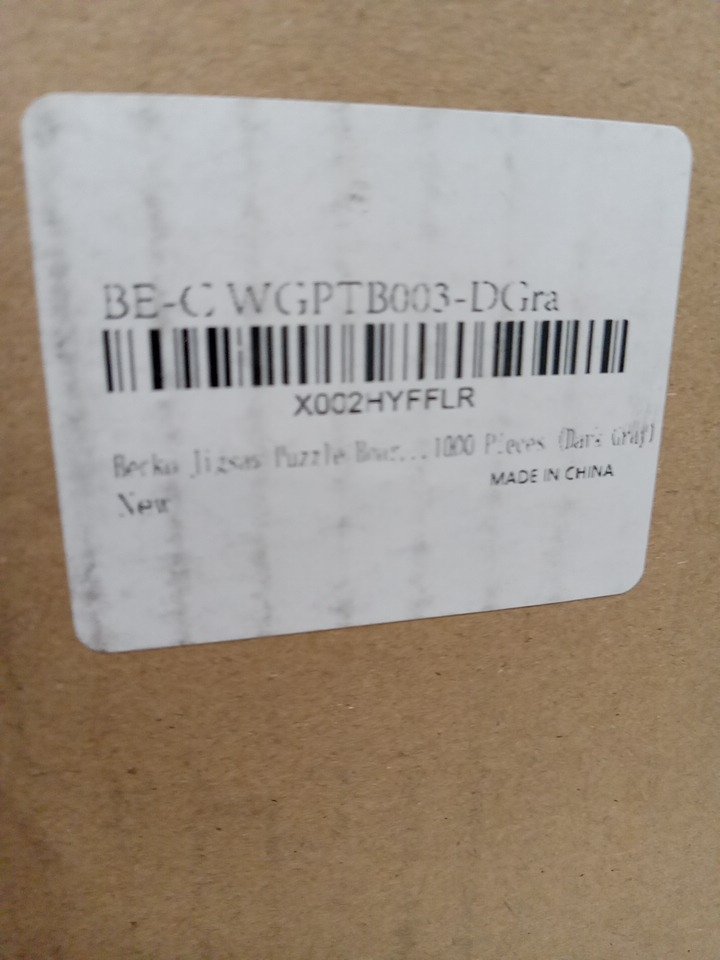 BE-C WGPTB003-DGra
X002HYFFLR
Becko Jigsaw Puzzle Boar...1000 Pieces (Dark Gray)
MADE IN CHINA
New